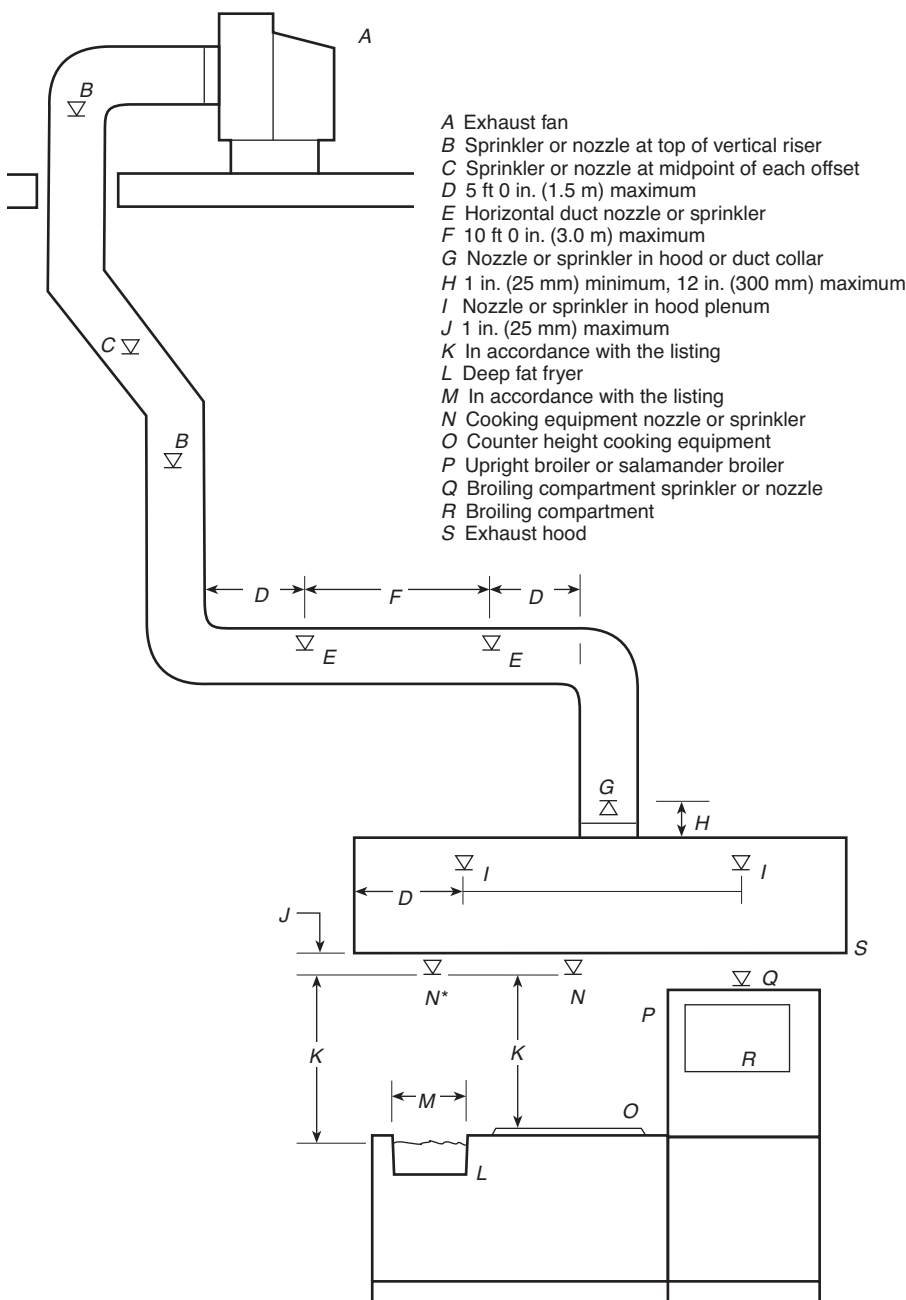 A
B
A Exhaust fan
B Sprinkler or nozzle at top of vertical riser
C Sprinkler or nozzle at midpoint of each offset
D 5 ft 0 in. (1.5 m) maximum
E Horizontal duct nozzle or sprinkler
F 10 ft 0 in. (3.0 m) maximum
G Nozzle or sprinkler in hood or duct collar
H 1 in. (25 mm) minimum, 12 in. (300 mm) maximum
I Nozzle or sprinkler in hood plenum
J 1 in. (25 mm) maximum
K In accordance with the listing
L Deep fat fryer
M In accordance with the listing
N Cooking equipment nozzle or sprinkler
O Counter height cooking equipment
P Upright broiler or salamander broiler
Q Broiling compartment sprinkler or nozzle
R Broiling compartment
S Exhaust hood
C
B
D F D
E E
G
H
I I
D
J
S
N* N Q
P
K K R
M O
L